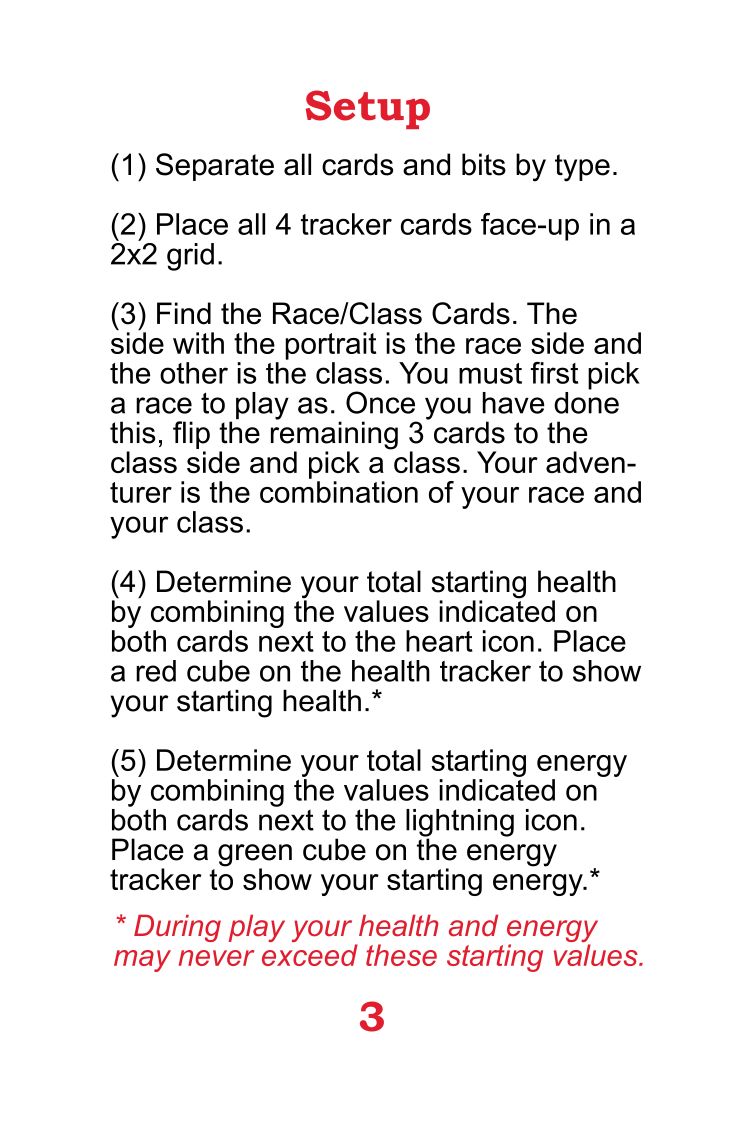 Setup
(1) Separate all cards and bits by type.
(2) Place all 4 tracker cards face-up in a
2x2 grid.
(3) Find the Race/Class Cards. The
side with the portrait is the race side and
the other is the class. You must first pick
a race to play as. Once you have done
this, flip the remaining 3 cards to the
class side and pick a class. Your adven-
turer is the combination of your race and
your class.
(4) Determine your total starting health
by combining the values indicated on
both cards next to the heart icon. Place
a red cube on the health tracker to show
your starting health.*
(5) Determine your total starting energy
by combining the values indicated on
both cards next to the lightning icon.
Place a green cube on the energy
tracker to show your starting energy.*
* During play your health and energy
may never exceed these starting values.
3